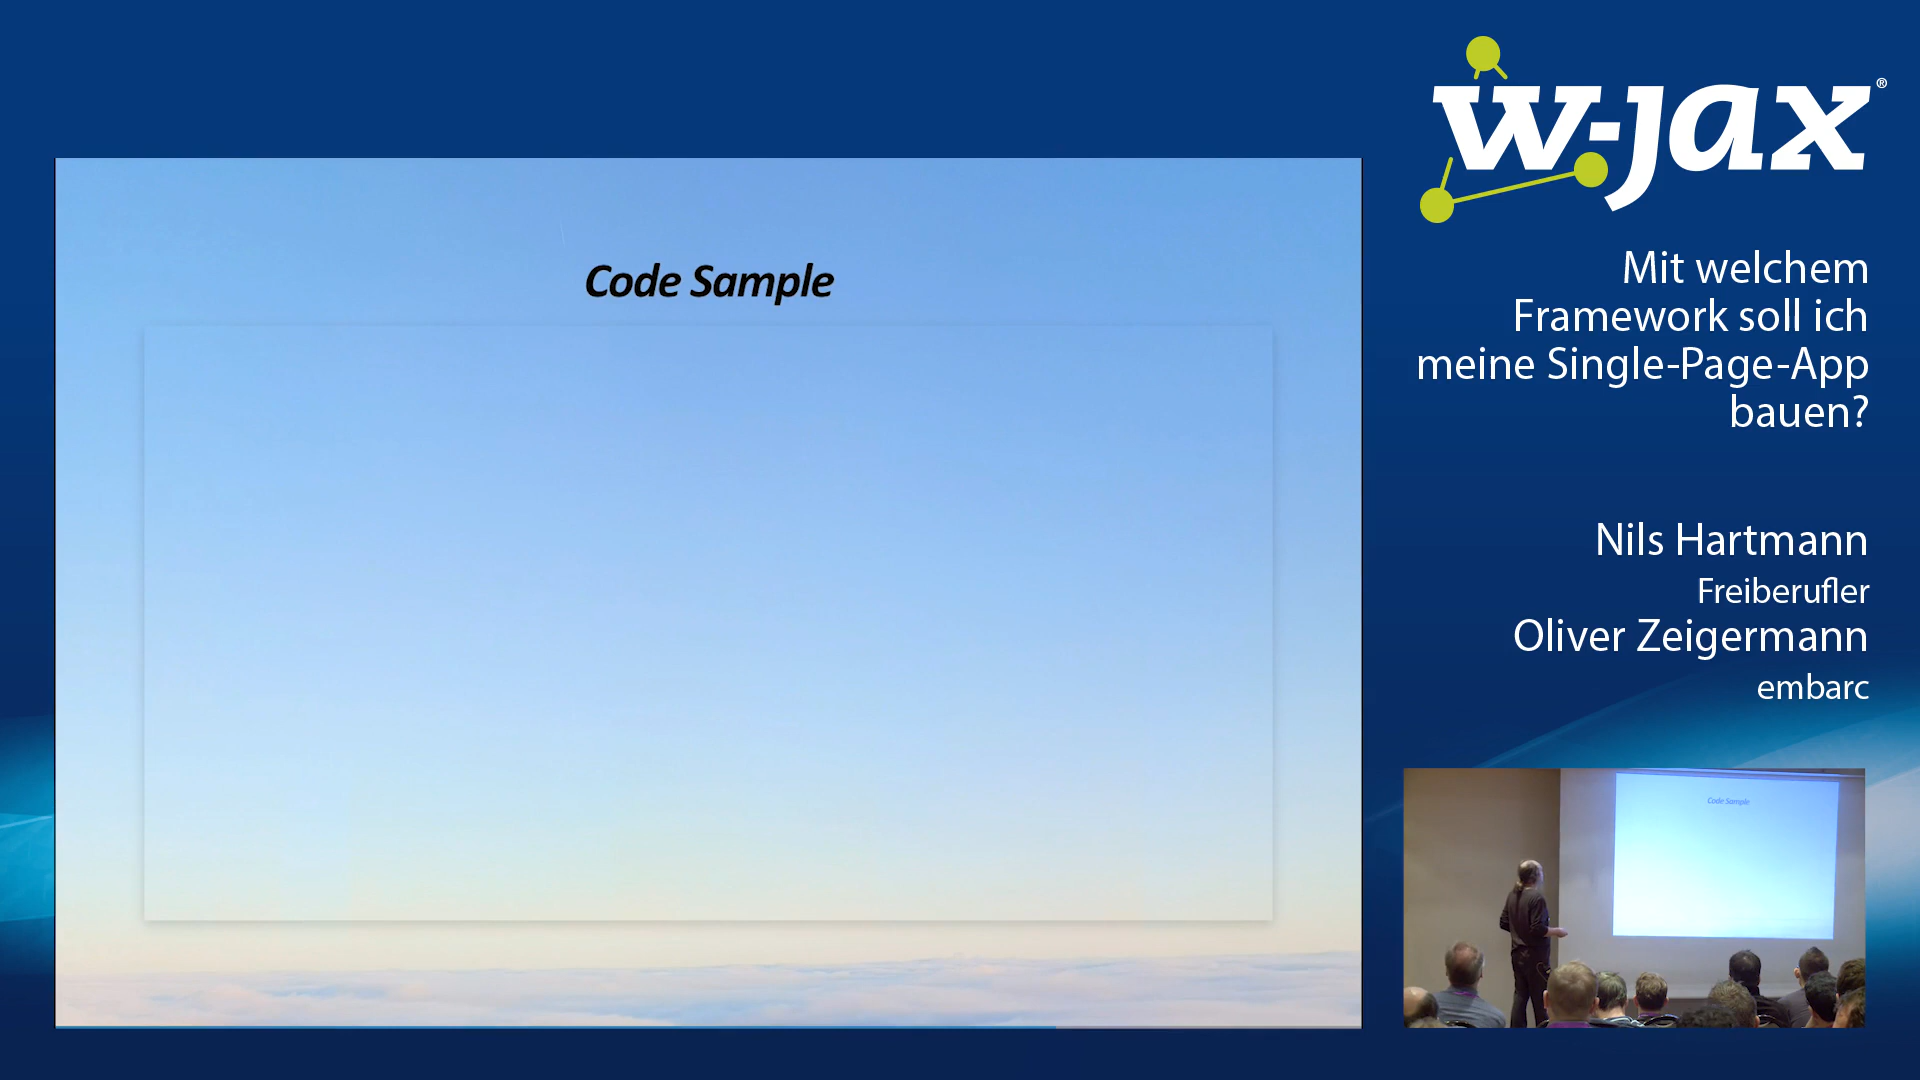 w-jax®
Mit welchem
Framework soll ich
meine Single-Page-App
bauen?
Nils Hartmann
Freiberufler
Oliver Zeigermann
embarc
Code Sample
Code Sample